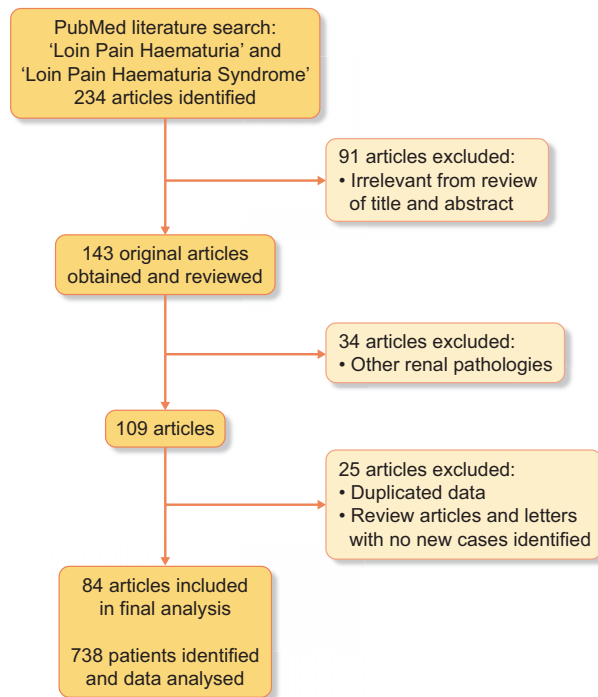 PubMed literature search:
‘Loin Pain Haematuria’ and
‘Loin Pain Haematuria Syndrome’
234 articles identified
91 articles excluded:
• Irrelevant from review
of title and abstract
143 original articles
obtained and reviewed
34 articles excluded:
• Other renal pathologies
109 articles
25 articles excluded:
• Duplicated data
• Review articles and letters
with no new cases identified
84 articles included
in final analysis
738 patients identified
and data analysed